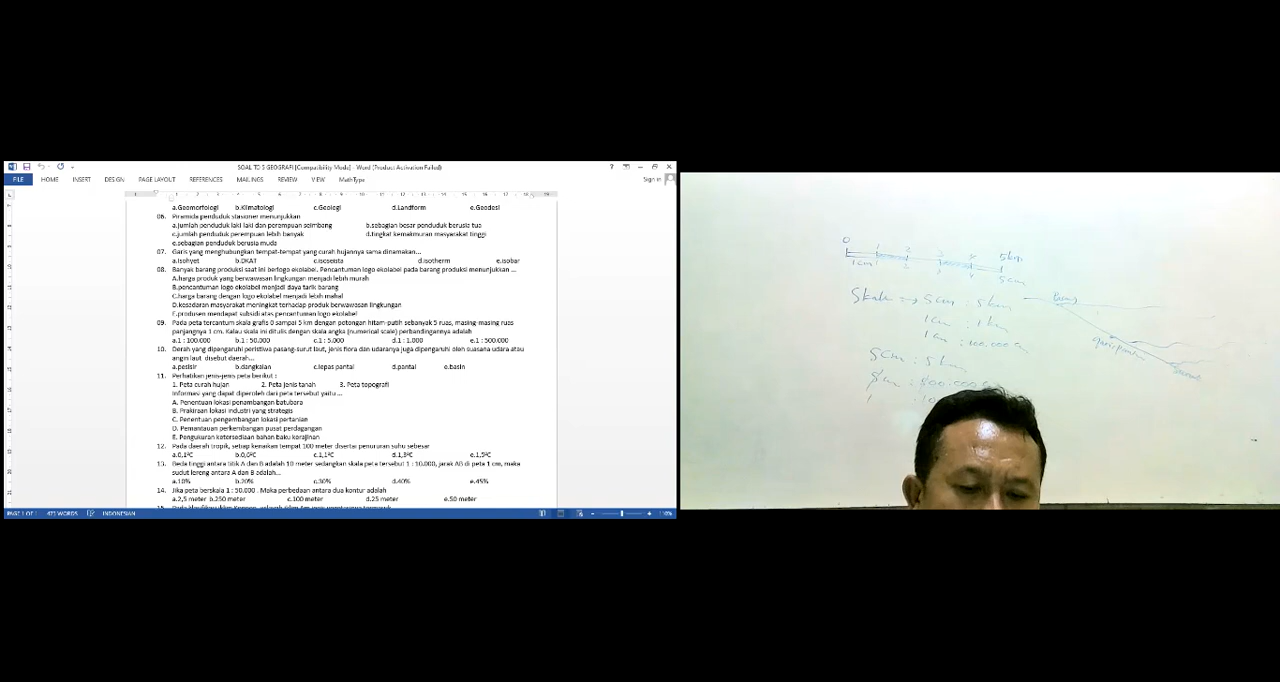 SOAL TO 5 GEOGRAFI [Compatibility Mode] - Word (Product Activation Failed)
FILE HOME INSERT DESIGN PAGE LAYOUT REFERENCES MAILINGS REVIEW VIEW MathType Sign in
a.Geomorfologi b.Klimatologi c.Geologi d.Landform e.Geodesi
06. Piramida penduduk stasioner menunjukkan
a.jumlah penduduk laki laki dan perempuan seimbang b.sebagian besar penduduk berusia tua
c.jumlah penduduk perempuan lebih banyak d.tingkat kemakmuran masyarakat tinggi
e.sebagian penduduk berusia muda
07. Garis yang menghubungkan tempat-tempat yang curah hujannya sama dinamakan...
a.Isohyet b.DKAT c.isoseista d.isotherm e.isobar
08. Banyak barang produksi saat ini berlogo ekolabel. Pencantuman logo ekolabel pada barang produksi menunjukkan ...
A.harga produk yang berwawasan lingkungan menjadi lebih murah
B.pencantuman logo ekolabel menjadi daya tarik barang
C.harga barang dengan logo ekolabel menjadi lebih mahal
D.kesadaran masyarakat meningkat terhadap produk berwawasan lingkungan
E.produsen mendapat subsidi atas pencantuman logo ekolabel
09. Pada peta tercantum skala grafis 0 sampai 5 km dengan potongan hitam-putih sebanyak 5 ruas, masing-masing ruas
panjangnya 1 cm. Kalau skala ini ditulis dengan skala angka (numerical scale) perbandingannya adalah
a.1 : 100.000 b.1 : 50.000 c.1 : 5.000 d.1 : 1.000 e.1 : 500.000
10. Derah yang dipengaruhi peristiwa pasang-surut laut, jenis flora dan udaranya juga dipengaruhi oleh suasana udara atau
angin laut disebut daerah...
a.pesisir b.dangkalan c.lepas pantai d.pantai e.basin
11. Perhatikan jenis-jenis peta berikut :
1. Peta curah hujan 2. Peta jenis tanah 3. Peta topografi
Informasi yang dapat diperoleh dari peta tersebut yaitu ...
A. Penentuan lokasi penambangan batubara
B. Prakiraan lokasi industri yang strategis
C. Penentuan pengembangan lokasi pertanian
D. Pemantauan perkembangan pusat perdagangan
E. Pengukuran ketersediaan bahan baku kerajinan
12. Pada daerah tropik, setiap kenaikan tempat 100 meter disertai penurunan suhu sebesar
a.0,1ºC b.0,6ºC c.1,1ºC d.1,3ºC e.1,5ºC
13. Beda tinggi antara titik A dan B adalah 10 meter sedangkan skala peta tersebut 1 : 10.000, jarak AB di peta 1 cm, maka
sudut lereng antara A dan B adalah...
a.10% b.20% c.30% d.40% e.45%
14. Jika peta berskala 1 : 50.000 . Maka perbedaan antara dua kontur adalah
a.2,5 meter b.250 meter c.100 meter d.25 meter e.50 meter
INDONESIAN
0 1 2 3 4 5km
1cm 1 2 3 4 5cm
Skala → 5cm : 5km
1cm : 1km
1cm : 100.000 cm
5cm : 5km